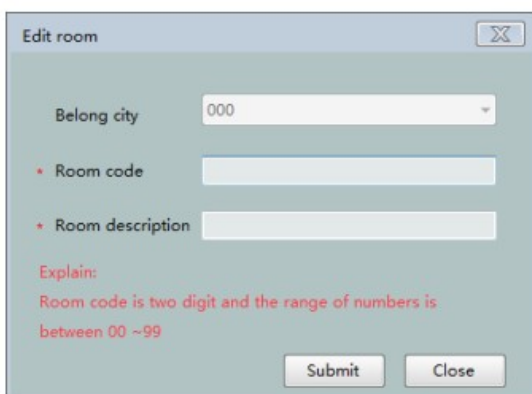 Edit room
Belong city 000
* Room code
* Room description
Explain:
Room code is two digit and the range of numbers is
between 00 ~99
Submit Close